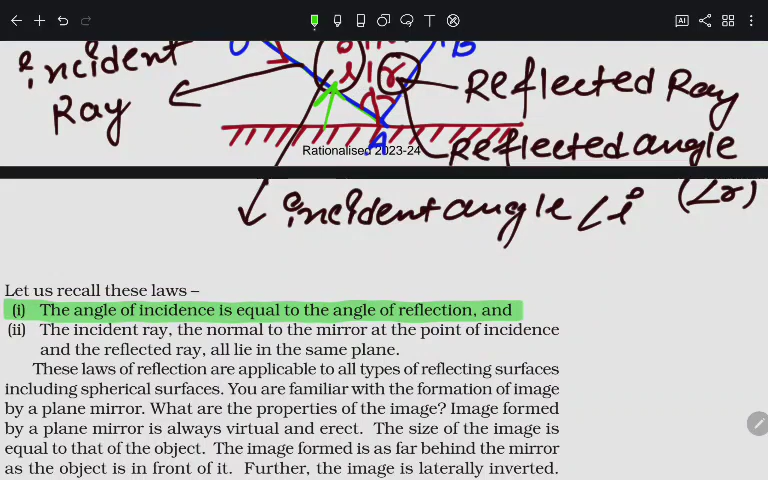 incident
Ray
O
B
i
r
Reflected Ray
A
Rationalised 2023-24
Reflected angle
(∠r)
incident angle ∠i
Let us recall these laws –
(i) The angle of incidence is equal to the angle of reflection, and
(ii) The incident ray, the normal to the mirror at the point of incidence
and the reflected ray, all lie in the same plane.
These laws of reflection are applicable to all types of reflecting surfaces
including spherical surfaces. You are familiar with the formation of image
by a plane mirror. What are the properties of the image? Image formed
by a plane mirror is always virtual and erect. The size of the image is
equal to that of the object. The image formed is as far behind the mirror
as the object is in front of it. Further, the image is laterally inverted.